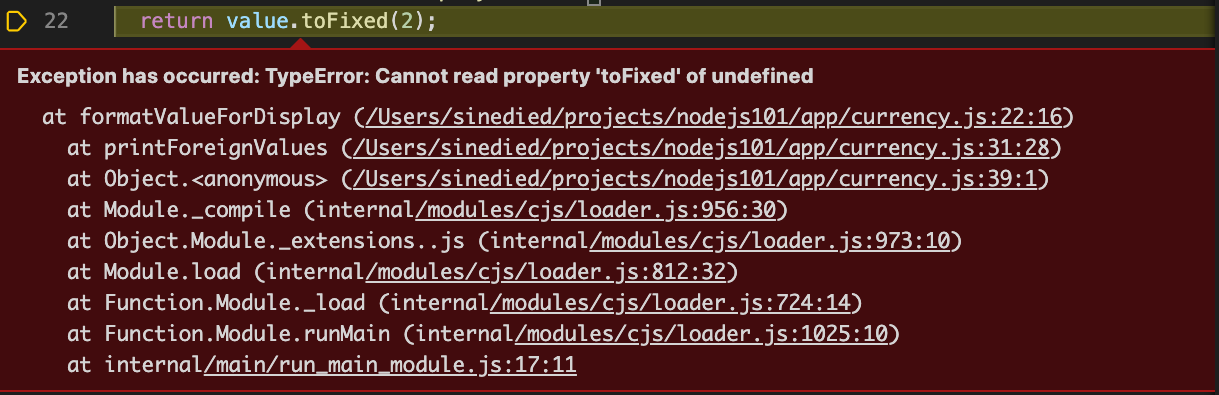 22 return value.toFixed(2);
Exception has occurred: TypeError: Cannot read property 'toFixed' of undefined
at formatValueForDisplay (/Users/sinedied/projects/nodejs101/app/currency.js:22:16)
at printForeignValues (/Users/sinedied/projects/nodejs101/app/currency.js:31:28)
at Object.<anonymous> (/Users/sinedied/projects/nodejs101/app/currency.js:39:1)
at Module._compile (internal/modules/cjs/loader.js:956:30)
at Object.Module._extensions..js (internal/modules/cjs/loader.js:973:10)
at Module.load (internal/modules/cjs/loader.js:812:32)
at Function.Module._load (internal/modules/cjs/loader.js:724:14)
at Function.Module.runMain (internal/modules/cjs/loader.js:1025:10)
at internal/main/run_main_module.js:17:11